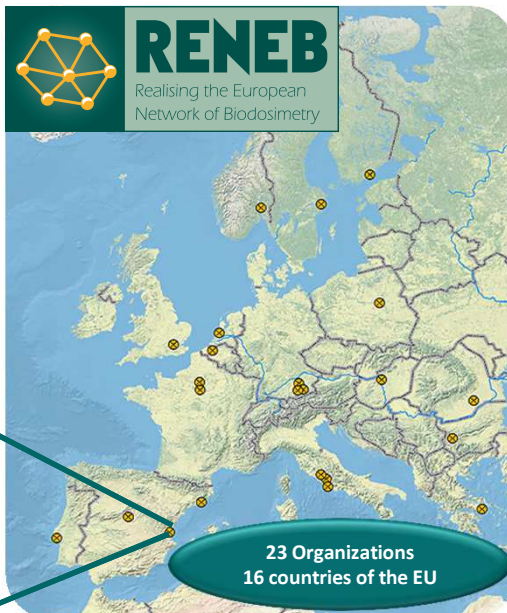 RENEB
Realising the European
Network of Biodosimetry
23 Organizations
16 countries of the EU